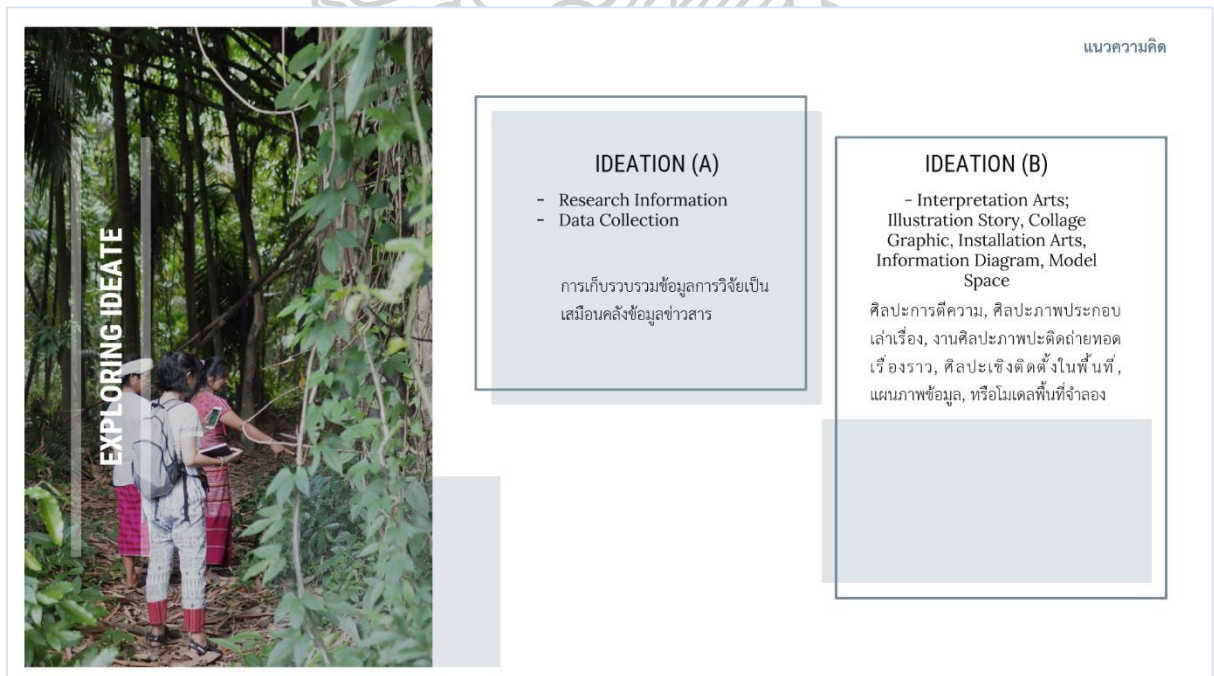 แนวความคิด
EXPLORING IDEATE
IDEATION (A)
- Research Information
- Data Collection
การเก็บรวบรวมข้อมูลการวิจัยเป็น
เสมือนคลังข้อมูลข่าวสาร
IDEATION (B)
- Interpretation Arts;
Illustration Story, Collage
Graphic, Installation Arts,
Information Diagram, Model
Space
ศิลปะการตีความ, ศิลปะภาพประกอบ
เล่าเรื่อง, งานศิลปะภาพปะติดถ่ายทอด
เรื่องราว, ศิลปะเชิงติดตั้งในพื้นที่,
แผนภาพข้อมูล, หรือโมเดลพื้นที่จำลอง